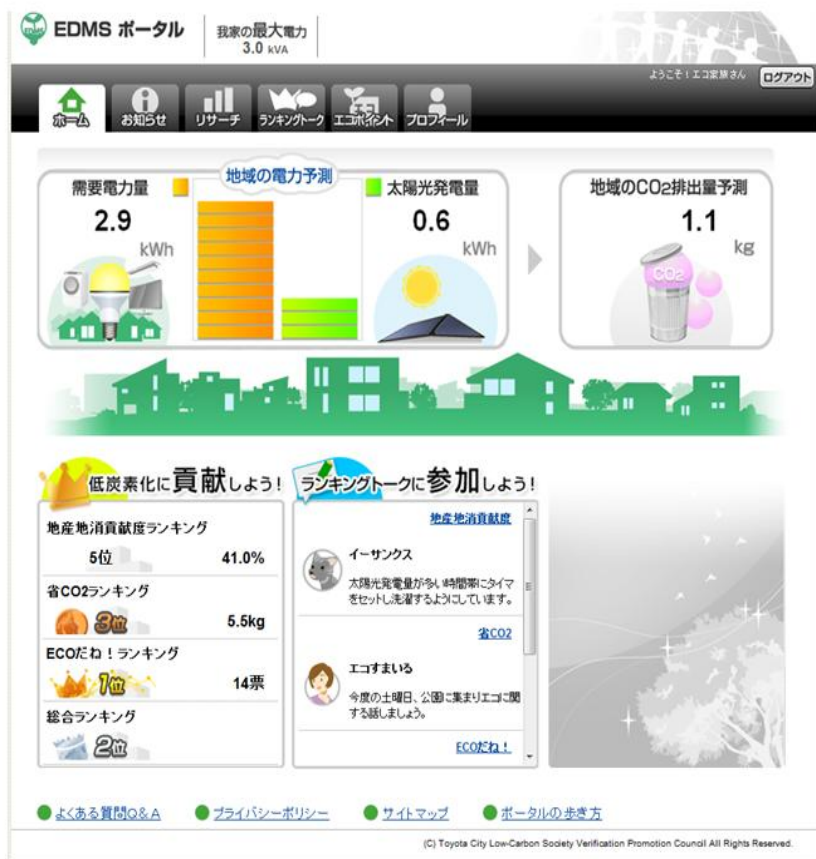 EDMS ポータル
我家の最大電力
3.0 kVA
ようこそ！エコ家族さん
ログアウト
ホーム
お知らせ
リサーチ
ランキングトーク
エコポイント
プロフィール
地域の電力予測
需要電力量
2.9
kWh
太陽光発電量
0.6
kWh
地域のCO2排出量予測
1.1
kg
CO2
低炭素化に貢献しよう!
地産地消貢献度ランキング
5位 41.0%
省CO2ランキング
3位 5.5kg
ECOだね！ランキング
1位 14票
総合ランキング
2位
ランキングトークに参加しよう!
地産地消貢献度
イーサンクス
太陽光発電量が多い時間帯にタイマ
をセットし洗濯するようにしています。
省CO2
エコすまいる
今度の土曜日、公園に集まりエコに関
する話しましょう。
ECOだね！
よくある質問Q&A
プライバシーポリシー
サイトマップ
ポータルの歩き方
(C) Toyota City Low-Carbon Society Verification Promotion Council All Rights Reserved.